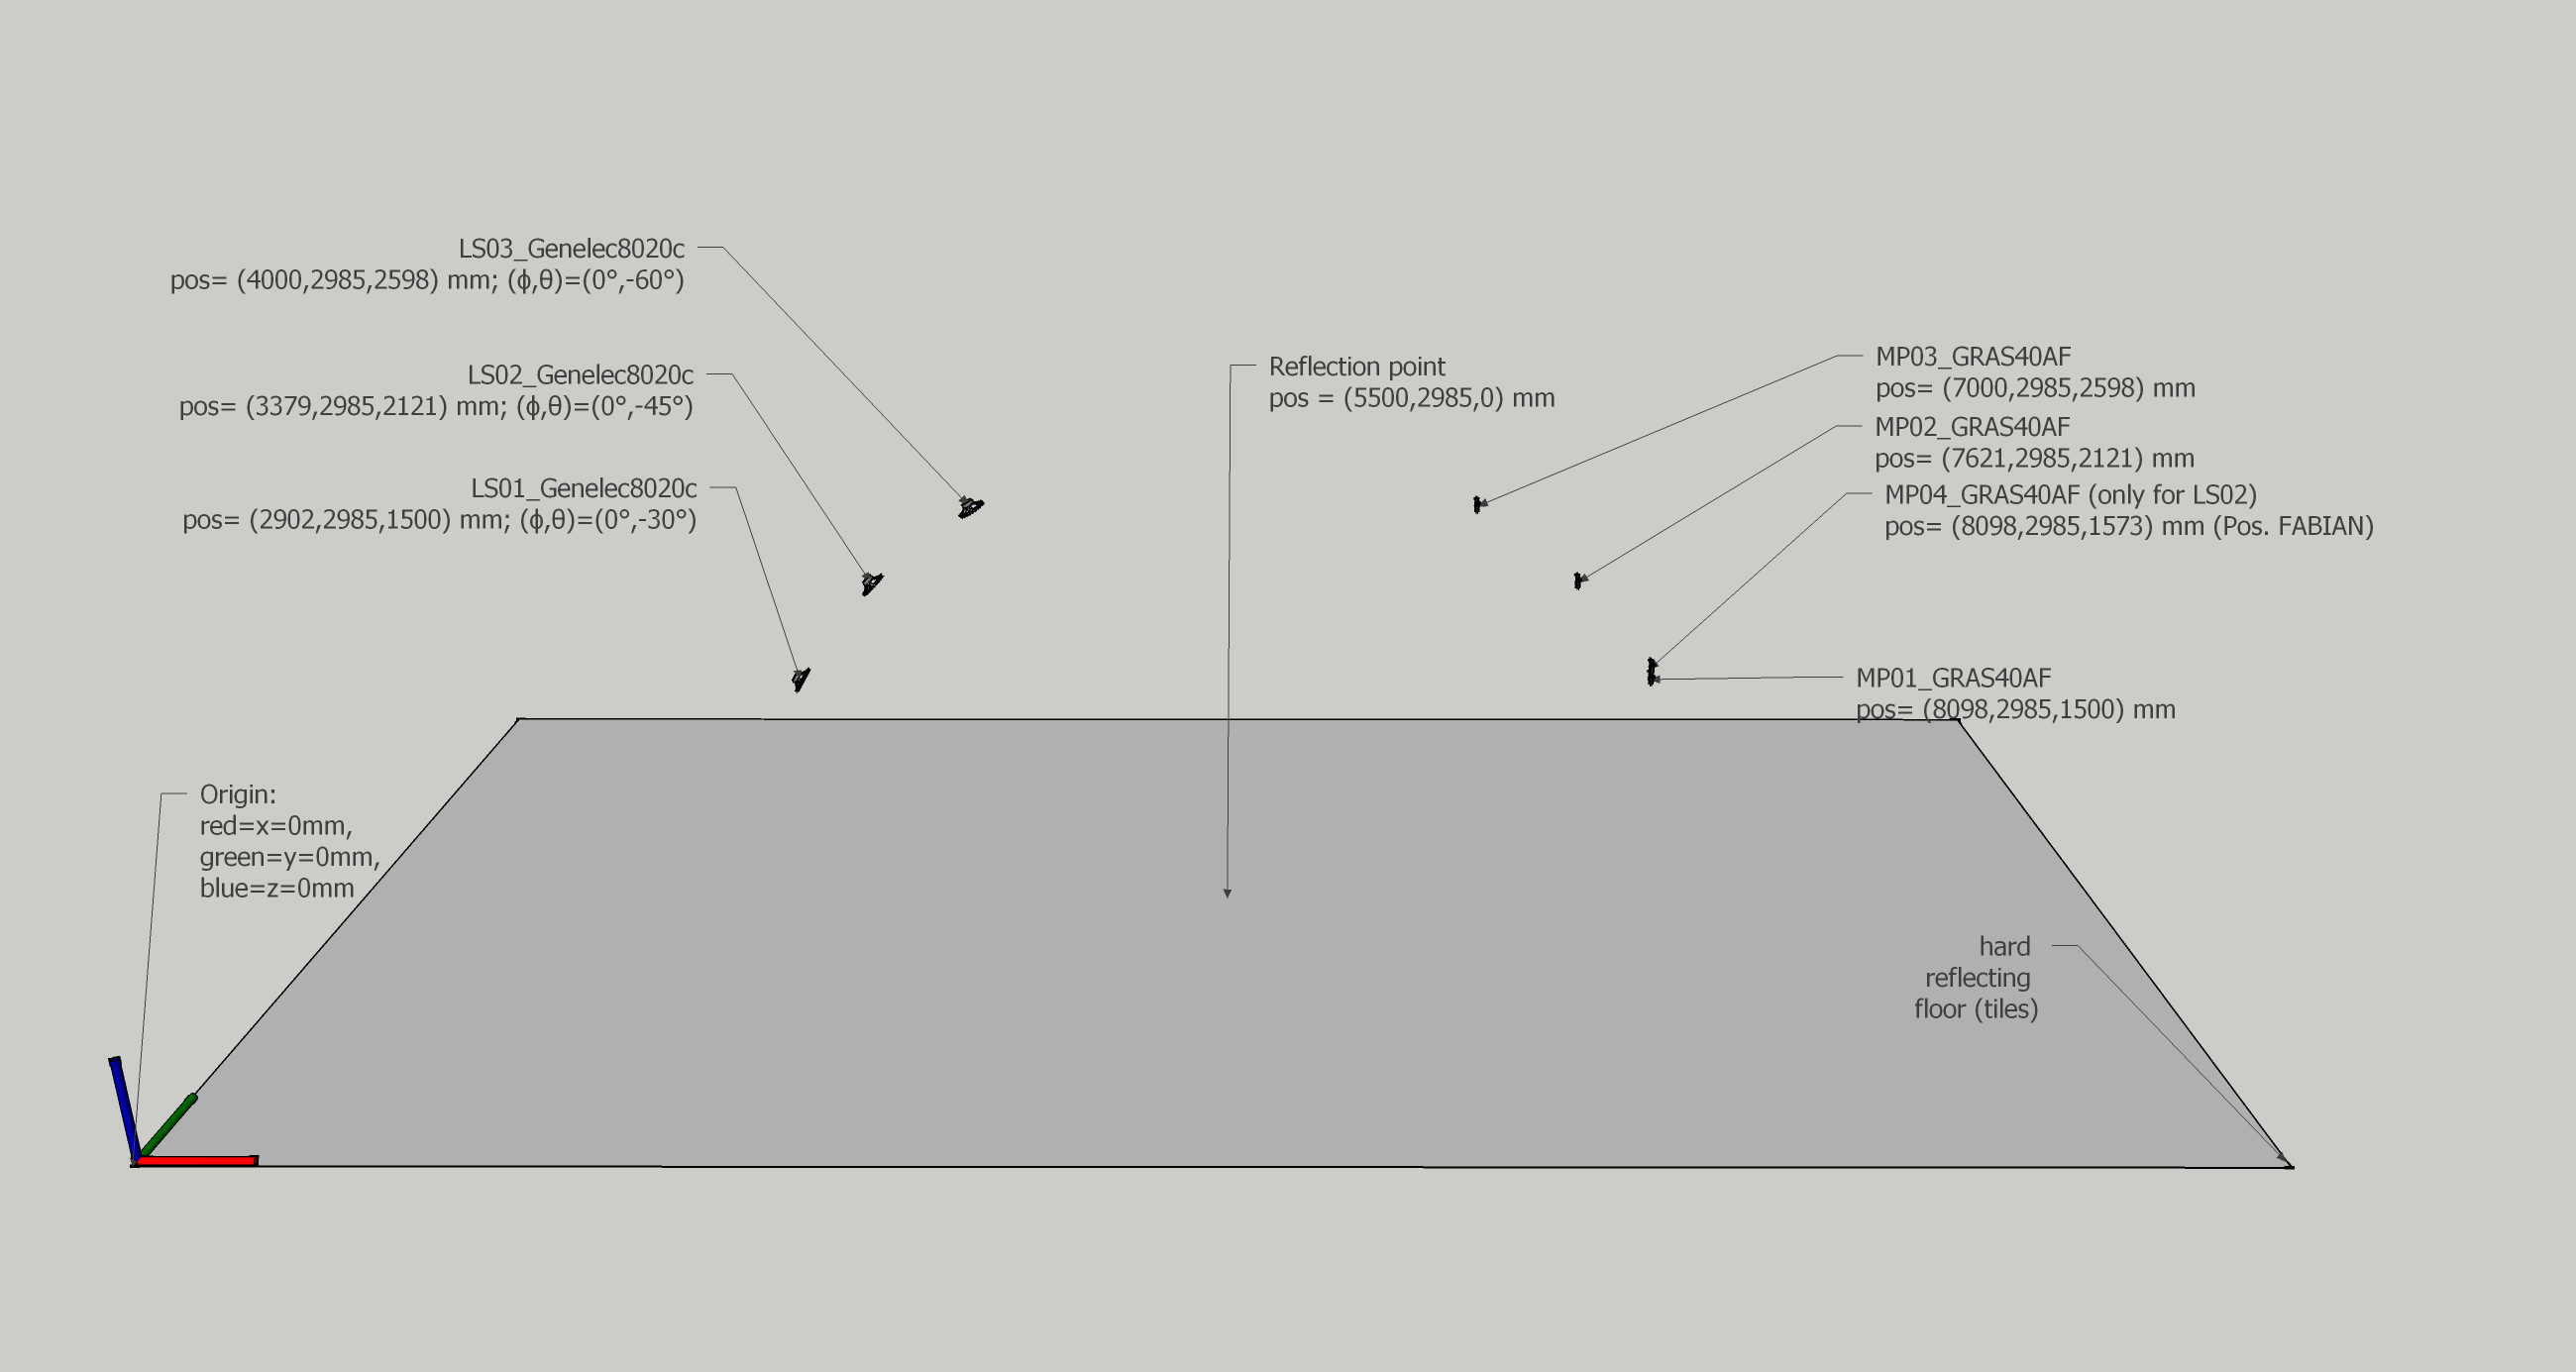 LS03_Genelec8020c
pos= (4000,2985,2598) mm; (ϕ,θ)=(0°,-60°)
LS02_Genelec8020c
pos= (3379,2985,2121) mm; (ϕ,θ)=(0°,-45°)
LS01_Genelec8020c
pos= (2902,2985,1500) mm; (ϕ,θ)=(0°,-30°)
Reflection point
pos = (5500,2985,0) mm
MP03_GRAS40AF
pos= (7000,2985,2598) mm
MP02_GRAS40AF
pos= (7621,2985,2121) mm
MP04_GRAS40AF (only for LS02)
pos= (8098,2985,1573) mm (Pos. FABIAN)
MP01_GRAS40AF
pos= (8098,2985,1500) mm
Origin:
red=x=0mm,
green=y=0mm,
blue=z=0mm
hard
reflecting
floor (tiles)